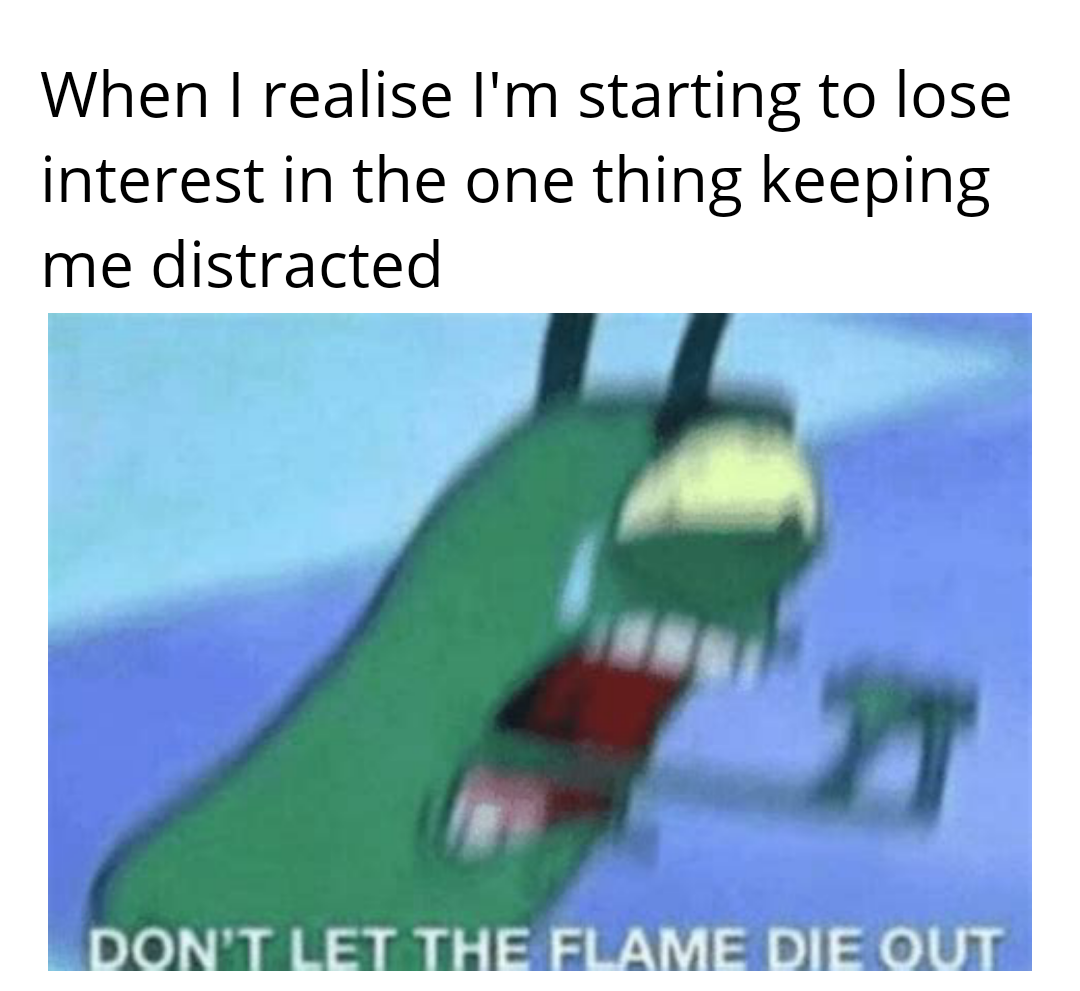 When I realise I'm starting to lose
interest in the one thing keeping
me distracted
DON'T LET THE FLAME DIE OUT